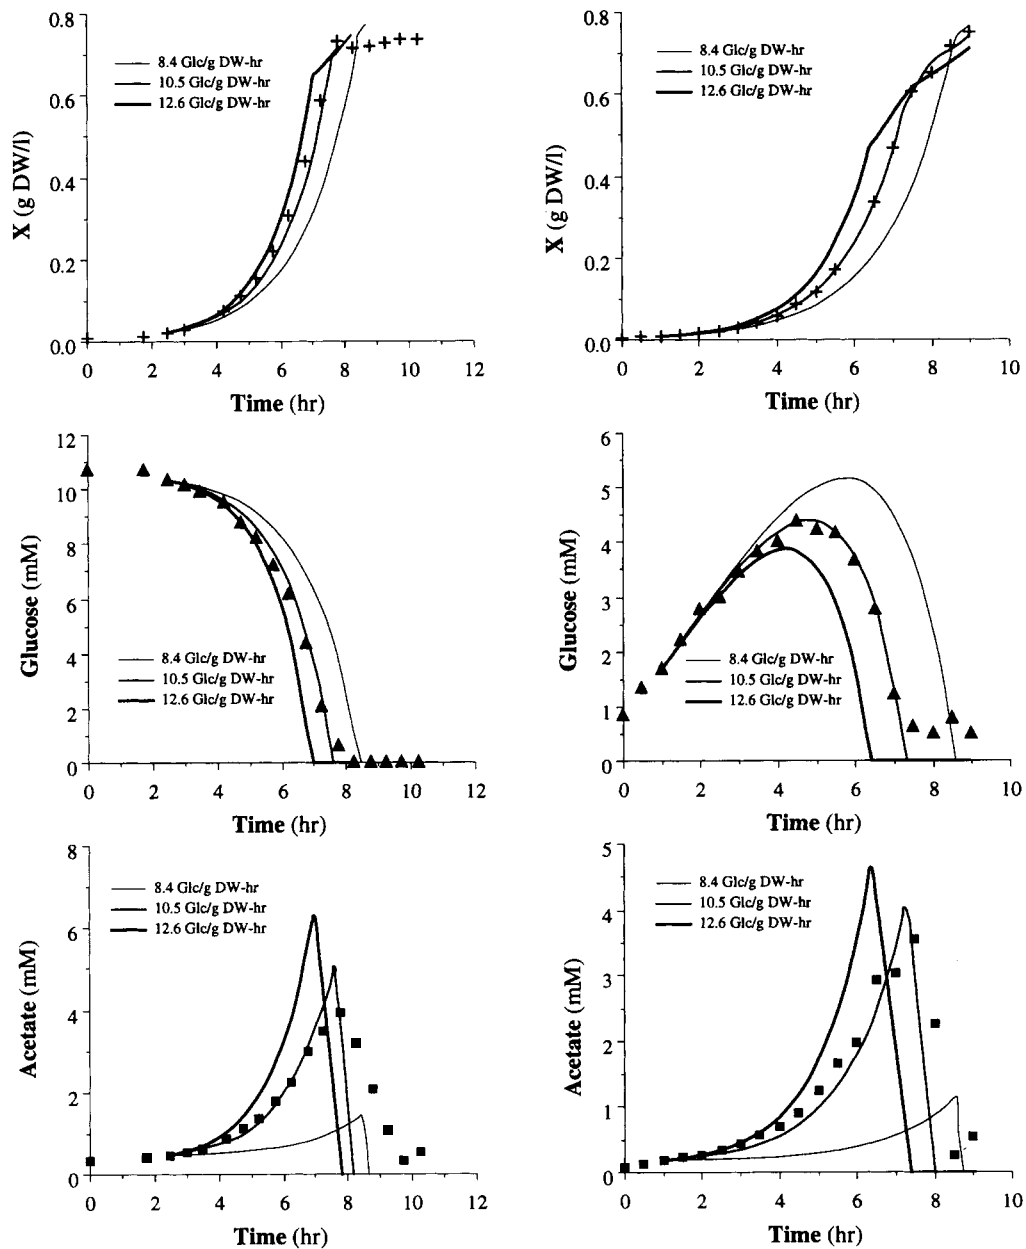 0.8
0.6
0.4
0.2
0.0
X (g DW/l)
8.4 Glc/g DW-hr
10.5 Glc/g DW-hr
12.6 Glc/g DW-hr
0 2 4 6 8 10 12
Time (hr)
0.8
0.6
0.4
0.2
0.0
X (g DW/l)
8.4 Glc/g DW-hr
10.5 Glc/g DW-hr
12.6 Glc/g DW-hr
0 2 4 6 8 10
Time (hr)
12
10
8
6
4
2
0
Glucose (mM)
8.4 Glc/g DW-hr
10.5 Glc/g DW-hr
12.6 Glc/g DW-hr
0 2 4 6 8 10 12
Time (hr)
6
5
4
3
2
1
0
Glucose (mM)
8.4 Glc/g DW-hr
10.5 Glc/g DW-hr
12.6 Glc/g DW-hr
0 2 4 6 8 10
Time (hr)
8
6
4
2
0
Acetate (mM)
8.4 Glc/g DW-hr
10.5 Glc/g DW-hr
12.6 Glc/g DW-hr
0 2 4 6 8 10 12
Time (hr)
5
4
3
2
1
0
Acetate (mM)
8.4 Glc/g DW-hr
10.5 Glc/g DW-hr
12.6 Glc/g DW-hr
0 2 4 6 8 10
Time (hr)